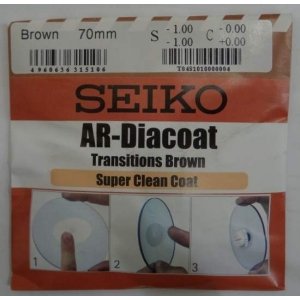 Brown 70mm S - 1.00 C - 0.00
- 1.00 +0.00
4960636315106
SEIKO
AR-Diacoat
Transitions Brown
Super Clean Coat
1 2 3